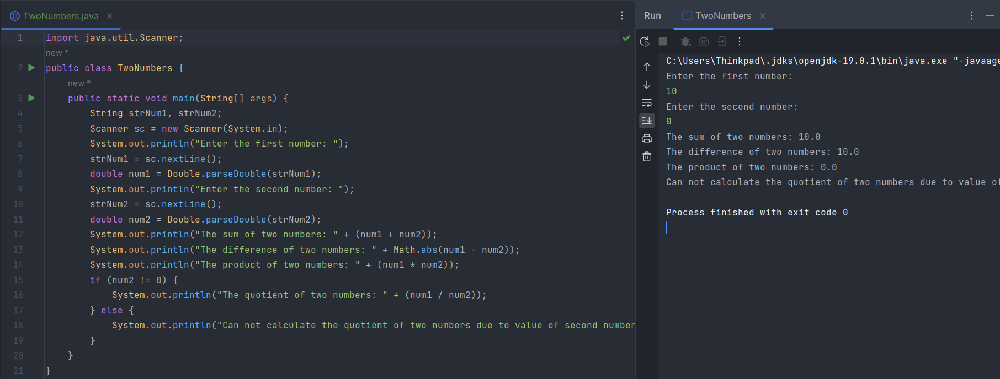 TwoNumbers.java
1 import java.util.Scanner;
new *
2 public class TwoNumbers {
new *
3 public static void main(String[] args) {
4 String strNum1, strNum2;
5 Scanner sc = new Scanner(System.in);
6 System.out.println("Enter the first number: ");
7 strNum1 = sc.nextLine();
8 double num1 = Double.parseDouble(strNum1);
9 System.out.println("Enter the second number: ");
10 strNum2 = sc.nextLine();
11 double num2 = Double.parseDouble(strNum2);
12 System.out.println("The sum of two numbers: " + (num1 + num2));
13 System.out.println("The difference of two numbers: " + Math.abs(num1 - num2));
14 System.out.println("The product of two numbers: " + (num1 * num2));
15 if (num2 != 0) {
16 System.out.println("The quotient of two numbers: " + (num1 / num2));
17 } else {
18 System.out.println("Can not calculate the quotient of two numbers due to value of second number
19 }
20 }
21 }
Run TwoNumbers
C:\Users\Thinkpad\.jdks\openjdk-19.0.1\bin\java.exe "-javaage
Enter the first number:
10
Enter the second number:
0
The sum of two numbers: 10.0
The difference of two numbers: 10.0
The product of two numbers: 0.0
Can not calculate the quotient of two numbers due to value of
Process finished with exit code 0